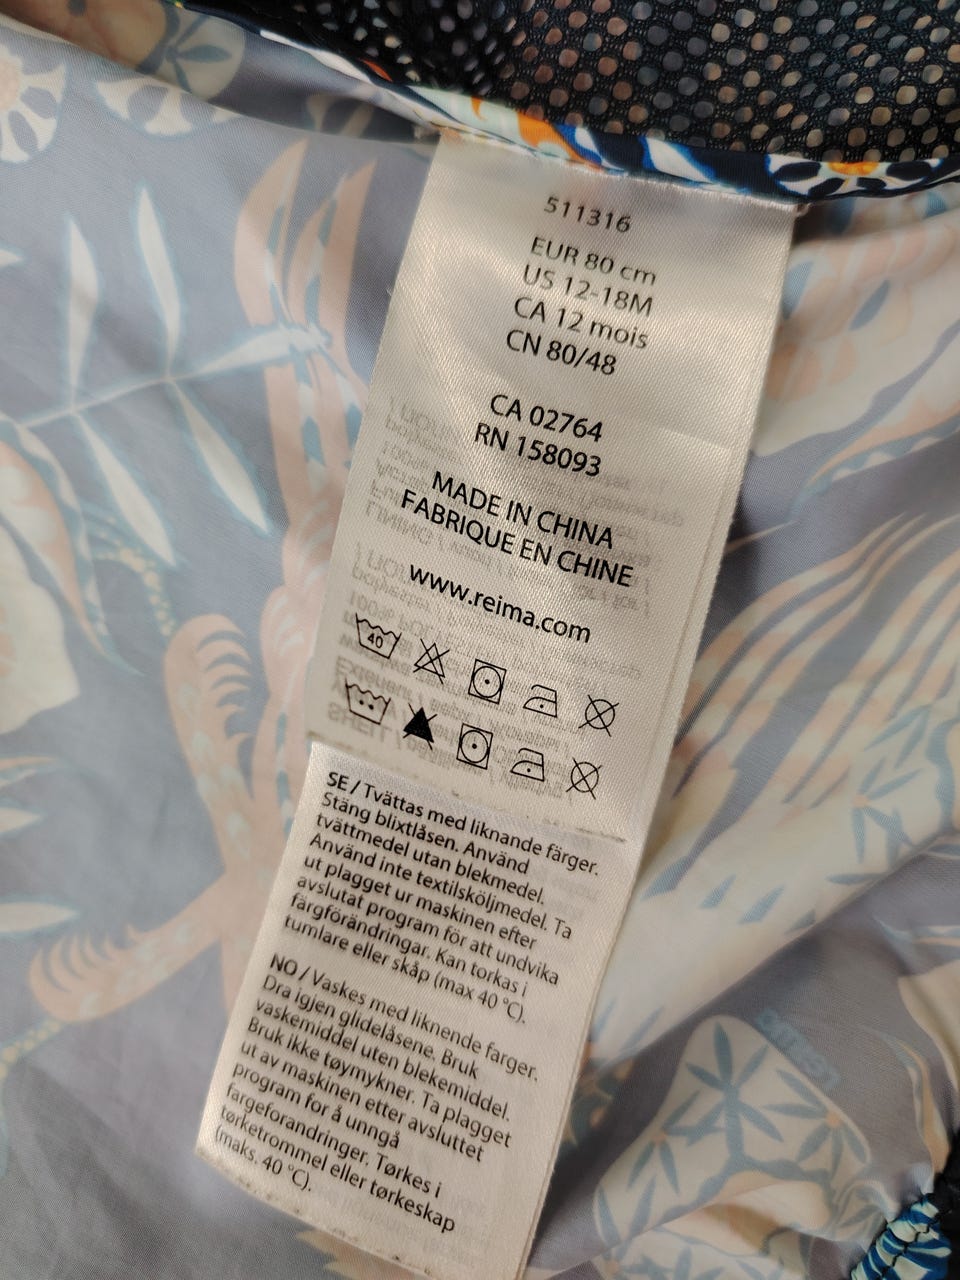 511316
EUR 80 cm
US 12-18M
CA 12 mois
CN 80/48
CA 02764
RN 158093
MADE IN CHINA
FABRIQUE EN CHINE
www.reima.com
40
SE / Tvättas med liknande färger.
Stäng blixtlåsen. Använd
tvättmedel utan blekmedel.
Använd inte textilsköljmedel. Ta
ut plagget ur maskinen efter
avslutat program för att undvika
färgförändringar. Kan torkas i
tumlare eller skåp (max 40 °C).
NO / Vaskes med liknende farger.
Dra igjen glidelåsene. Bruk
vaskemiddel uten blekemiddel.
Bruk ikke tøymykner. Ta plagget
ut av maskinen etter avsluttet
program for å unngå
fargeforandringer. Tørkes i
tørketrommel eller tørkeskap
(maks. 40 °C).